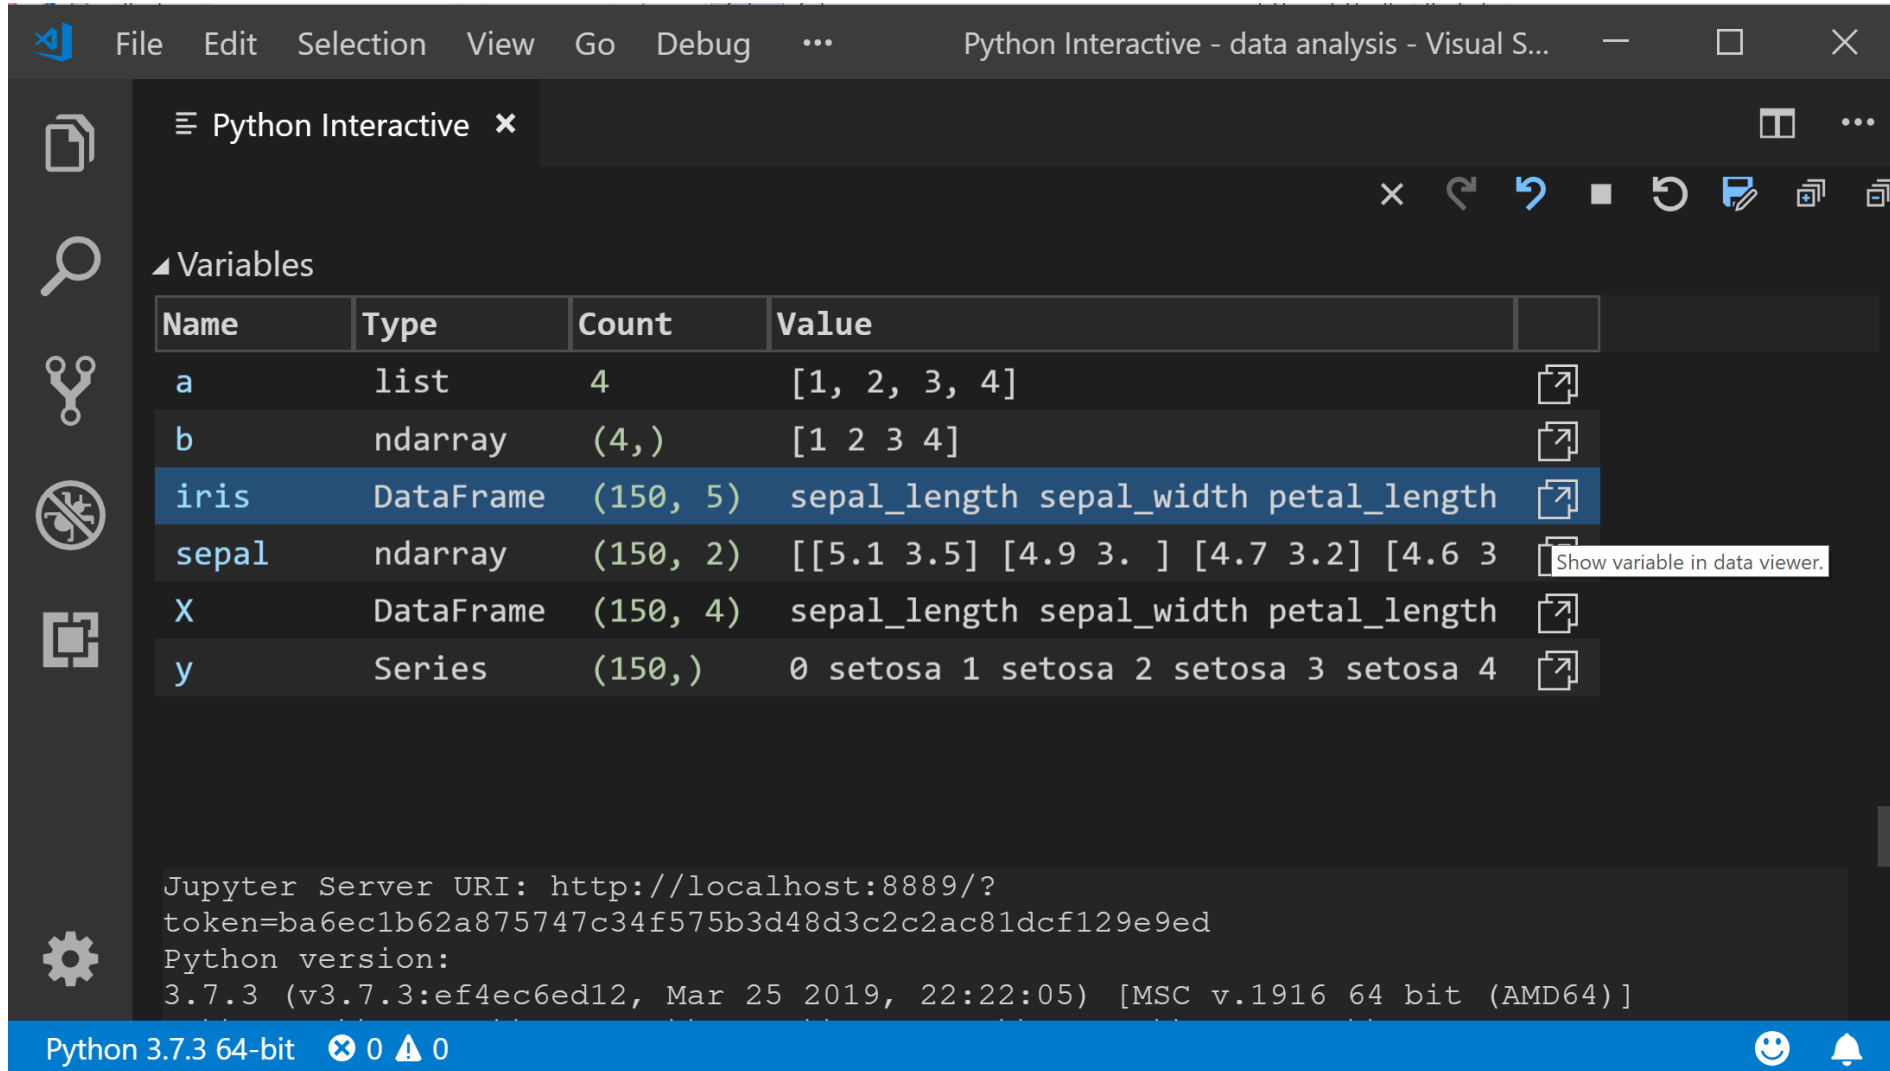 File Edit Selection View Go Debug ••• Python Interactive - data analysis - Visual S...
Python Interactive
Variables
Name Type Count Value
a list 4 [1, 2, 3, 4]
b ndarray (4,) [1 2 3 4]
iris DataFrame (150, 5) sepal_length sepal_width petal_length
sepal ndarray (150, 2) [[5.1 3.5] [4.9 3. ] [4.7 3.2] [4.6 3
Show variable in data viewer.
X DataFrame (150, 4) sepal_length sepal_width petal_length
y Series (150,) 0 setosa 1 setosa 2 setosa 3 setosa 4
Jupyter Server URI: http://localhost:8889/?
token=ba6ec1b62a875747c34f575b3d48d3c2c2ac81dcf129e9ed
Python version:
3.7.3 (v3.7.3:ef4ec6ed12, Mar 25 2019, 22:22:05) [MSC v.1916 64 bit (AMD64)]
Python 3.7.3 64-bit 0 0